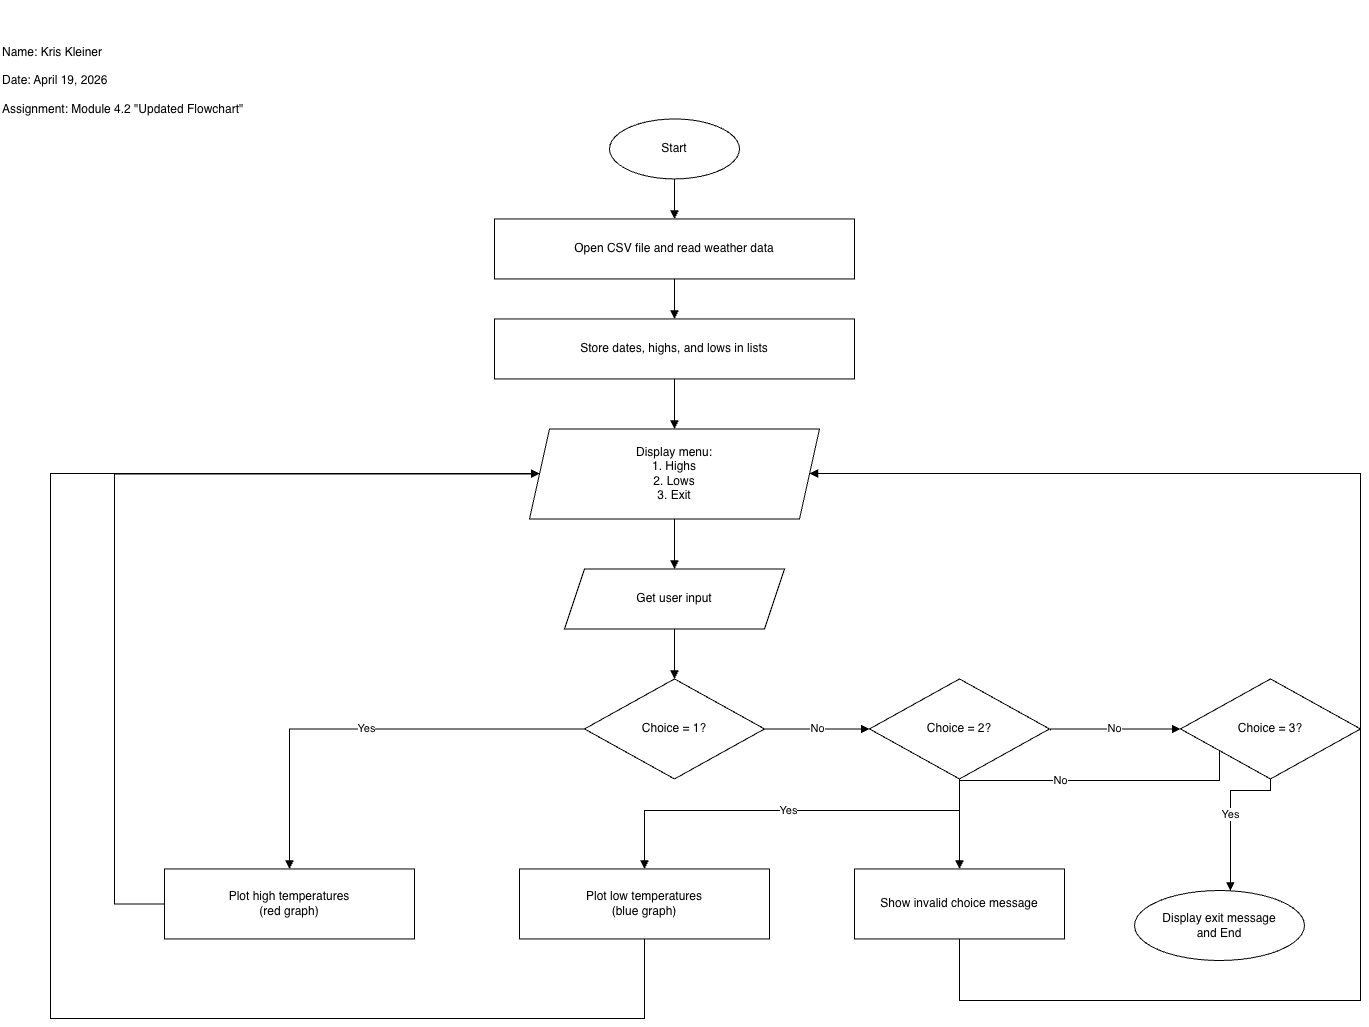 Name: Kris Kleiner
Date: April 19, 2026
Assignment: Module 4.2 "Updated Flowchart"
Start
Open CSV file and read weather data
Store dates, highs, and lows in lists
Display menu:
1. Highs
2. Lows
3. Exit
Get user input
Yes
Choice = 1?
No
Choice = 2?
No
Choice = 3?
No
Yes
Yes
Plot high temperatures
(red graph)
Plot low temperatures
(blue graph)
Show invalid choice message
Display exit message
and End